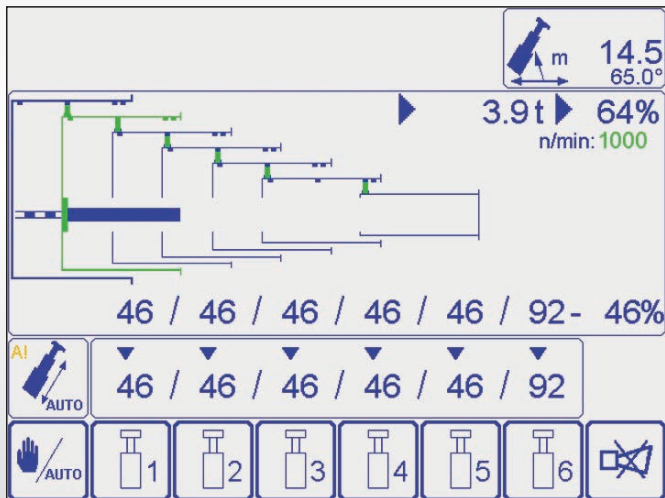 m 14.5
65.0°
3.9 t 64%
n/min: 1000
46 / 46 / 46 / 46 / 46 / 92 - 46%
A!
AUTO
46 / 46 / 46 / 46 / 46 / 92
/AUTO
1
2
3
4
5
6